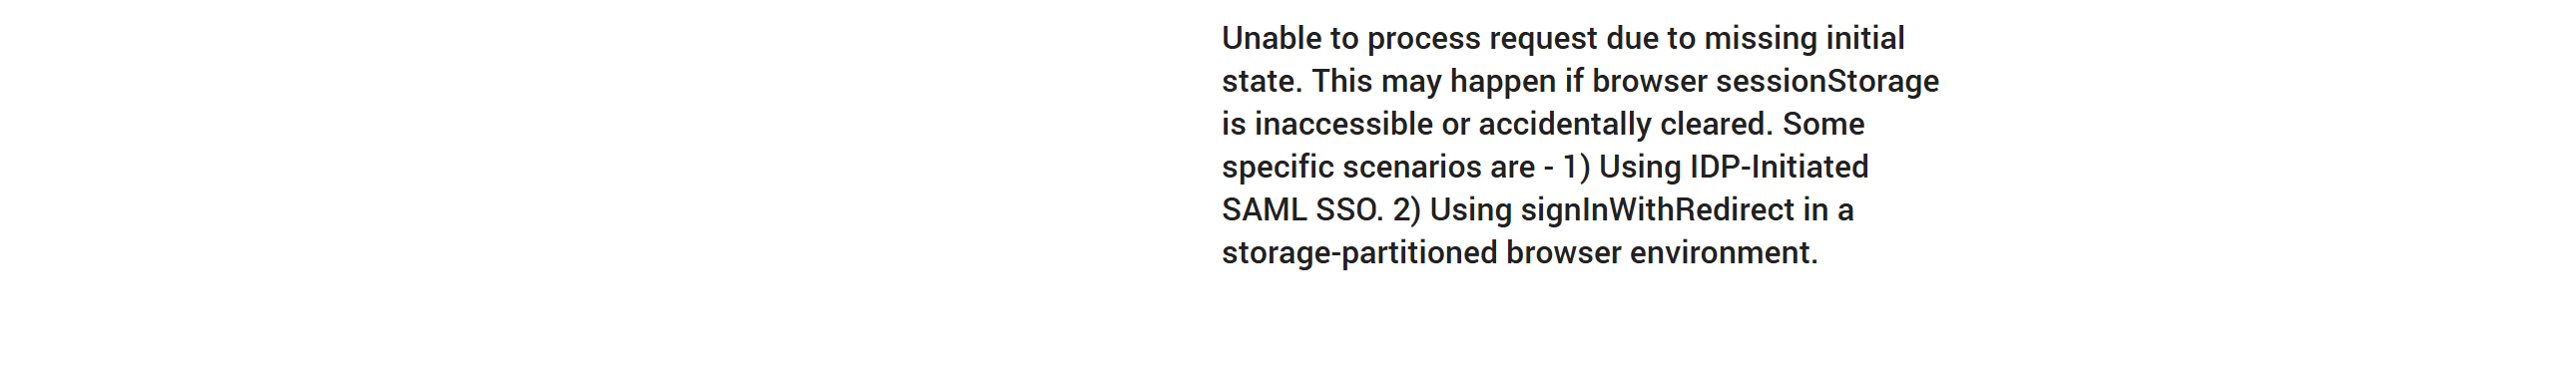 Unable to process request due to missing initial
state. This may happen if browser sessionStorage
is inaccessible or accidentally cleared. Some
specific scenarios are - 1) Using IDP-Initiated
SAML SSO. 2) Using signInWithRedirect in a
storage-partitioned browser environment.